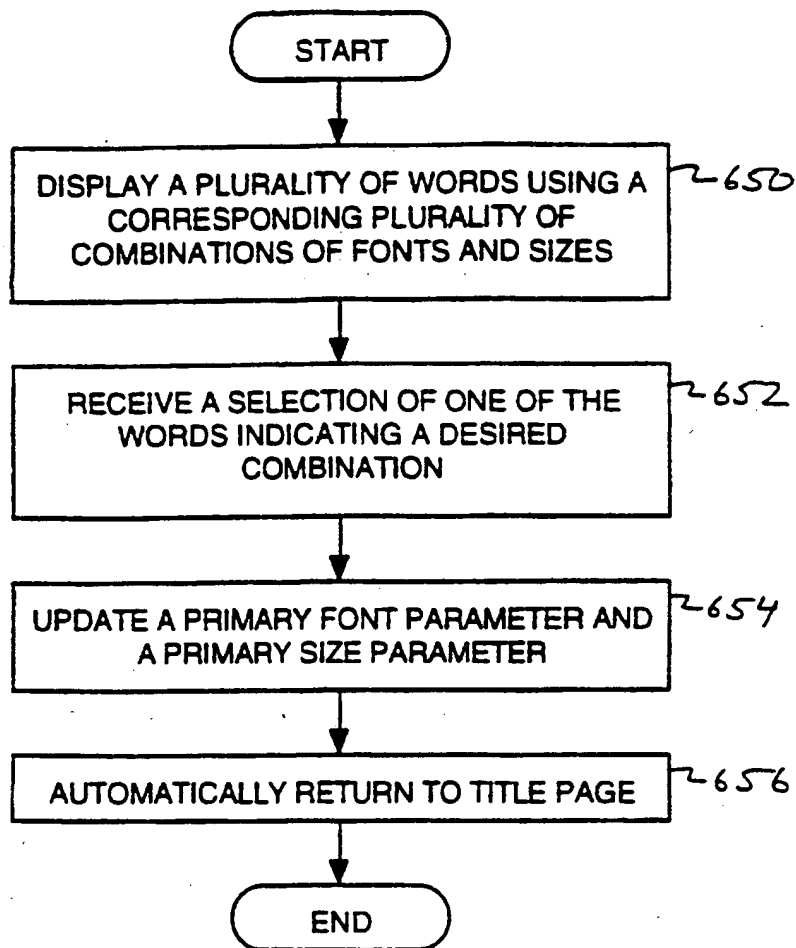 START
DISPLAY A PLURALITY OF WORDS USING A
CORRESPONDING PLURALITY OF
COMBINATIONS OF FONTS AND SIZES
650
RECEIVE A SELECTION OF ONE OF THE
WORDS INDICATING A DESIRED
COMBINATION
652
UPDATE A PRIMARY FONT PARAMETER AND
A PRIMARY SIZE PARAMETER
654
AUTOMATICALLY RETURN TO TITLE PAGE
656
END